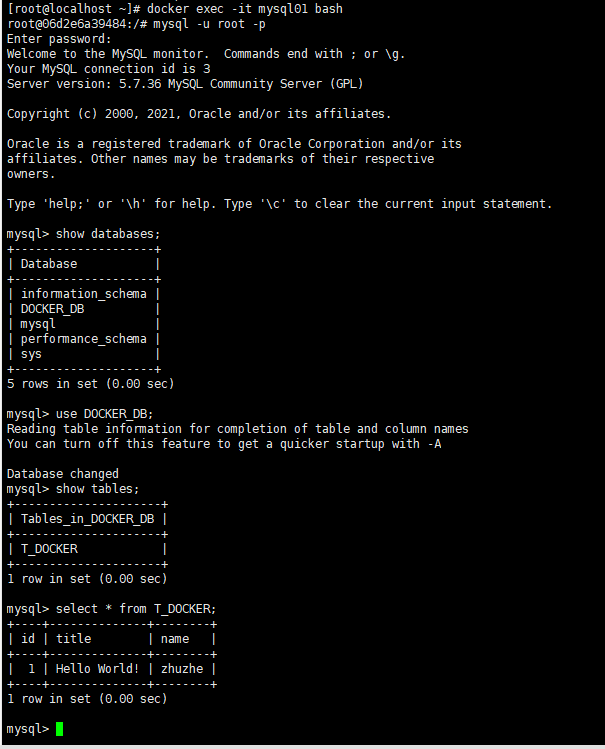 [root@localhost ~]# docker exec -it mysql01 bash
root@06d2e6a39484:/# mysql -u root -p
Enter password:
Welcome to the MySQL monitor.  Commands end with ; or \g.
Your MySQL connection id is 3
Server version: 5.7.36 MySQL Community Server (GPL)

Copyright (c) 2000, 2021, Oracle and/or its affiliates.

Oracle is a registered trademark of Oracle Corporation and/or its
affiliates. Other names may be trademarks of their respective
owners.

Type 'help;' or '\h' for help. Type '\c' to clear the current input statement.

mysql> show databases;
+--------------------+
| Database           |
+--------------------+
| information_schema |
| DOCKER_DB          |
| mysql              |
| performance_schema |
| sys                |
+--------------------+
5 rows in set (0.00 sec)

mysql> use DOCKER_DB;
Reading table information for completion of table and column names
You can turn off this feature to get a quicker startup with -A

Database changed
mysql> show tables;
+---------------------+
| Tables_in_DOCKER_DB |
+---------------------+
| T_DOCKER            |
+---------------------+
1 row in set (0.00 sec)

mysql> select * from T_DOCKER;
+----+--------------+--------+
| id | title        | name   |
+----+--------------+--------+
|  1 | Hello World! | zhuzhe |
+----+--------------+--------+
1 row in set (0.00 sec)

mysql>